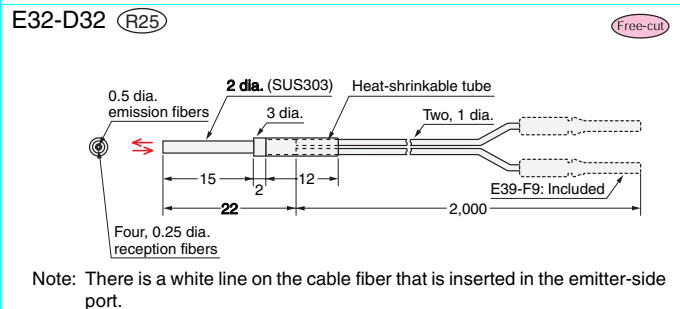 E32-D32 R25
Free-cut
0.5 dia.
emission fibers
2 dia. (SUS303)
Heat-shrinkable tube
3 dia.
Two, 1 dia.
15
2
12
E39-F9: Included
22
2,000
Four, 0.25 dia.
reception fibers
Note: There is a white line on the cable fiber that is inserted in the emitter-side
port.